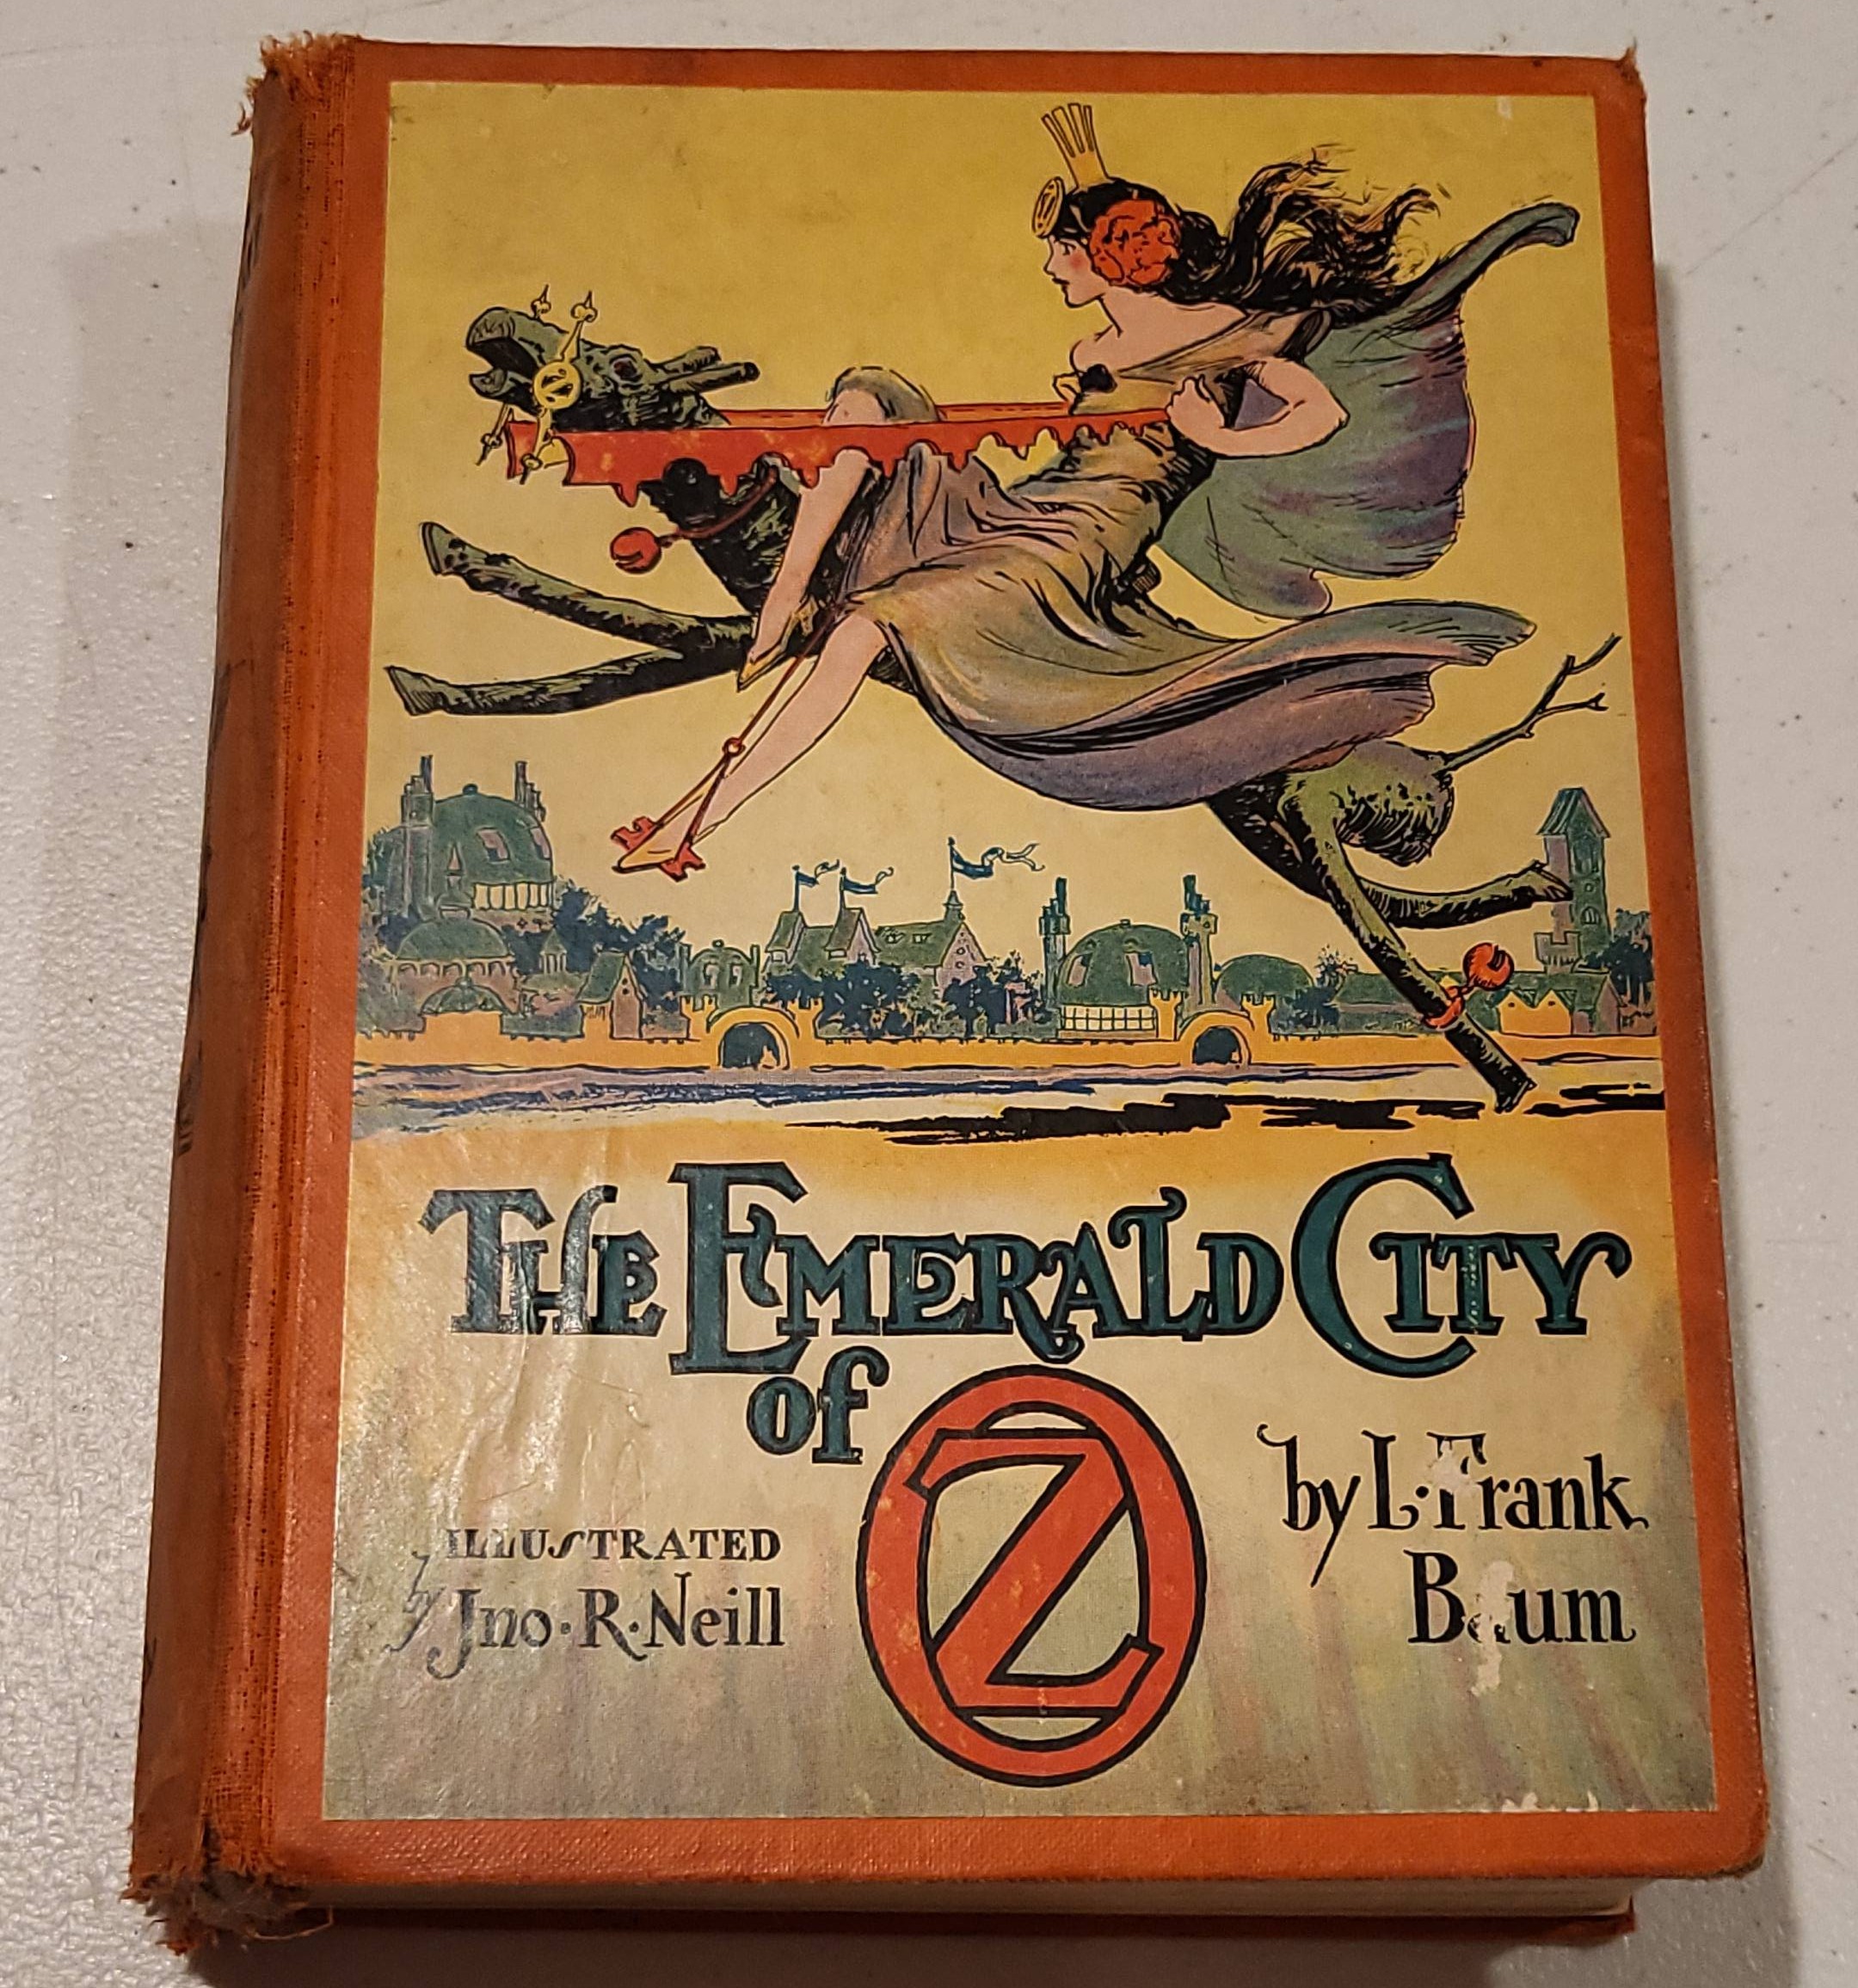 The Emerald City
of
OZ
by L. Frank
Baum
Illustrated
by Jno. R. Neill